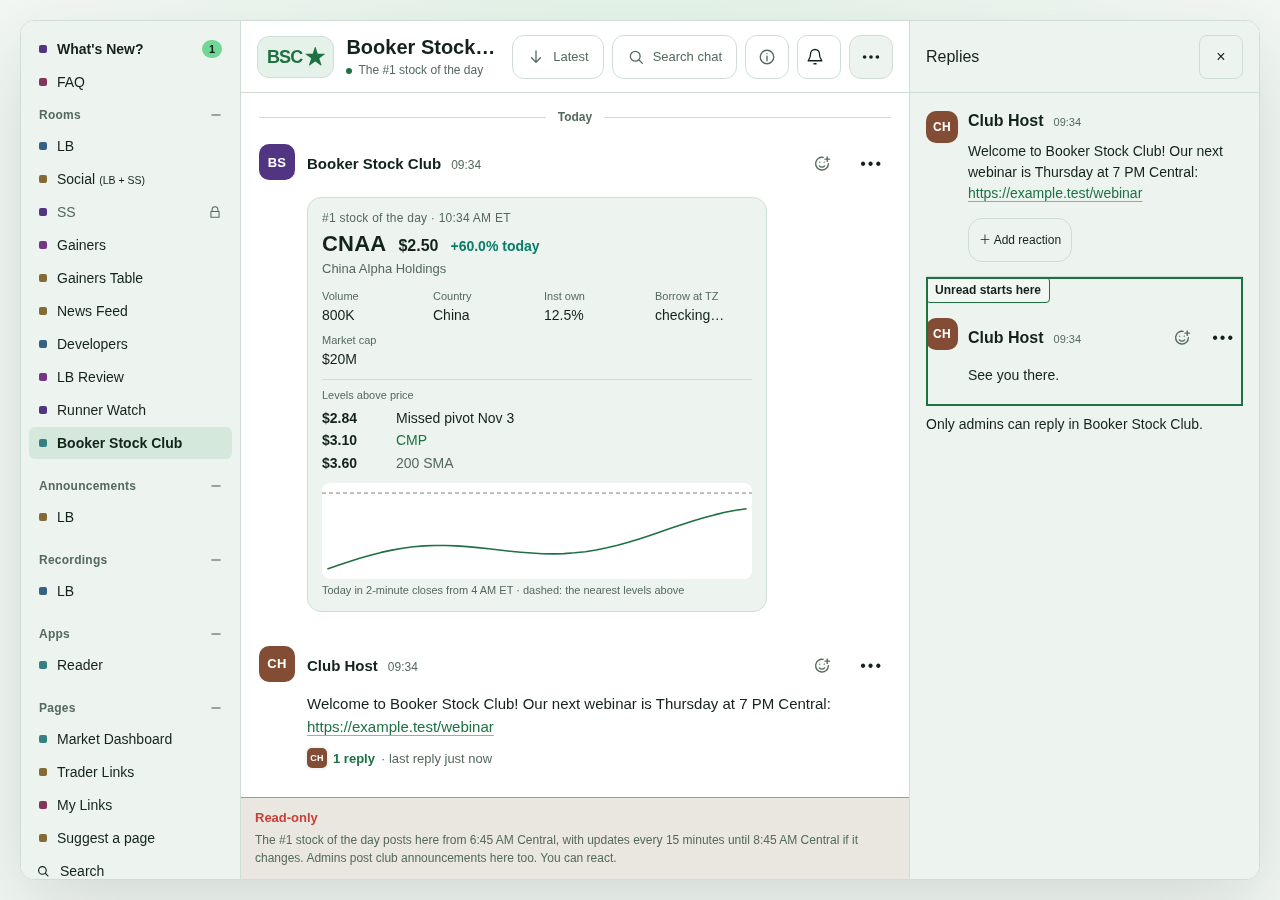 What's New?
1
FAQ
Rooms
LB
Social (LB + SS)
SS
Gainers
Gainers Table
News Feed
Developers
LB Review
Runner Watch
Booker Stock Club
Announcements
LB
Recordings
LB
Apps
Reader
Pages
Market Dashboard
Trader Links
My Links
Suggest a page
Search
BSC
Booker Stock...
The #1 stock of the day
Latest
Search chat
Today
BS
Booker Stock Club 09:34
#1 stock of the day · 10:34 AM ET
CNAA $2.50 +60.0% today
China Alpha Holdings
Volume Country Inst own Borrow at TZ
800K China 12.5% checking...
Market cap
$20M
Levels above price
$2.84 Missed pivot Nov 3
$3.10 CMP
$3.60 200 SMA
Today in 2-minute closes from 4 AM ET · dashed: the nearest levels above
CH
Club Host 09:34
Welcome to Booker Stock Club! Our next webinar is Thursday at 7 PM Central:
https://example.test/webinar
CH 1 reply · last reply just now
Read-only
The #1 stock of the day posts here from 6:45 AM Central, with updates every 15 minutes until 8:45 AM Central if it
changes. Admins post club announcements here too. You can react.
Replies
×
CH
Club Host 09:34
Welcome to Booker Stock Club! Our next
webinar is Thursday at 7 PM Central:
https://example.test/webinar
+ Add reaction
Unread starts here
CH
Club Host 09:34
See you there.
Only admins can reply in Booker Stock Club.